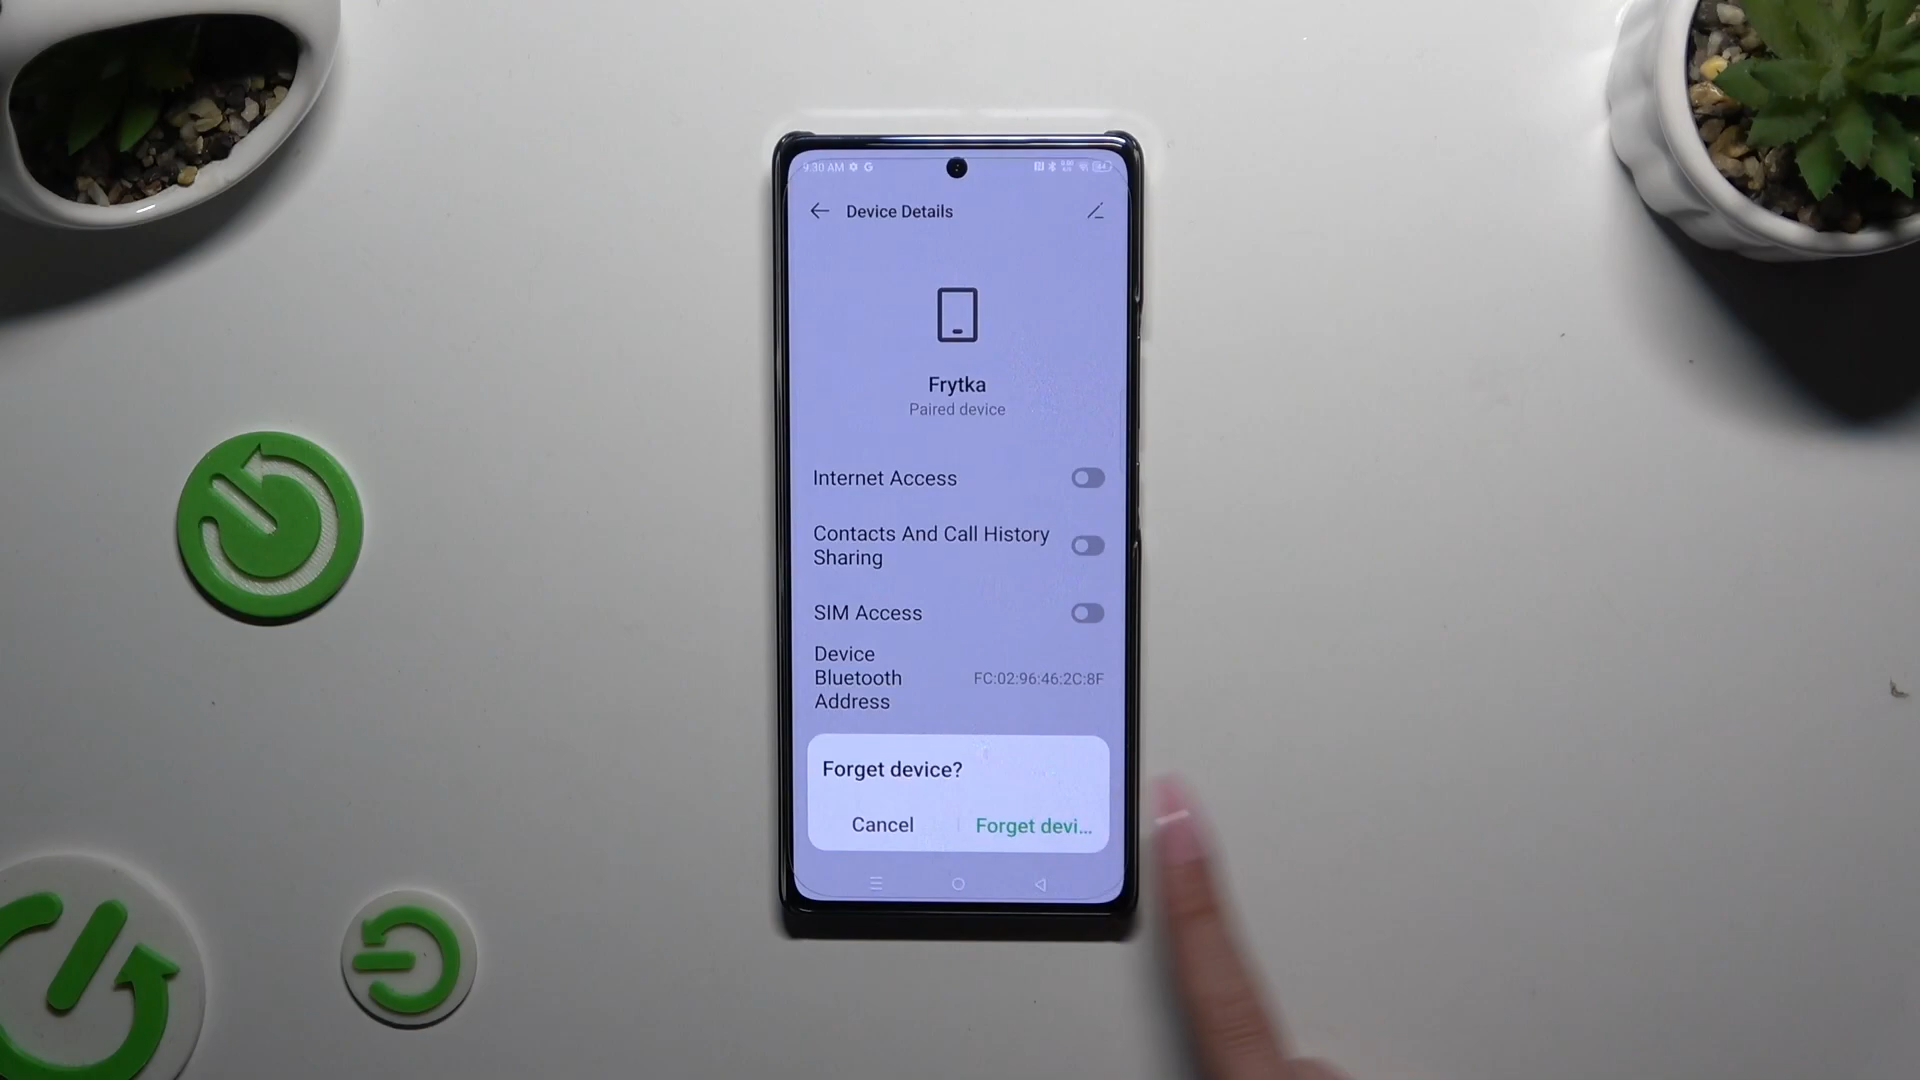 9:30 AM
Device Details
Frytka
Paired device
Internet Access
Contacts And Call History
Sharing
SIM Access
Device
Bluetooth
Address
FC:02:96:46:2C:8F
Forget device?
Cancel
Forget devi...